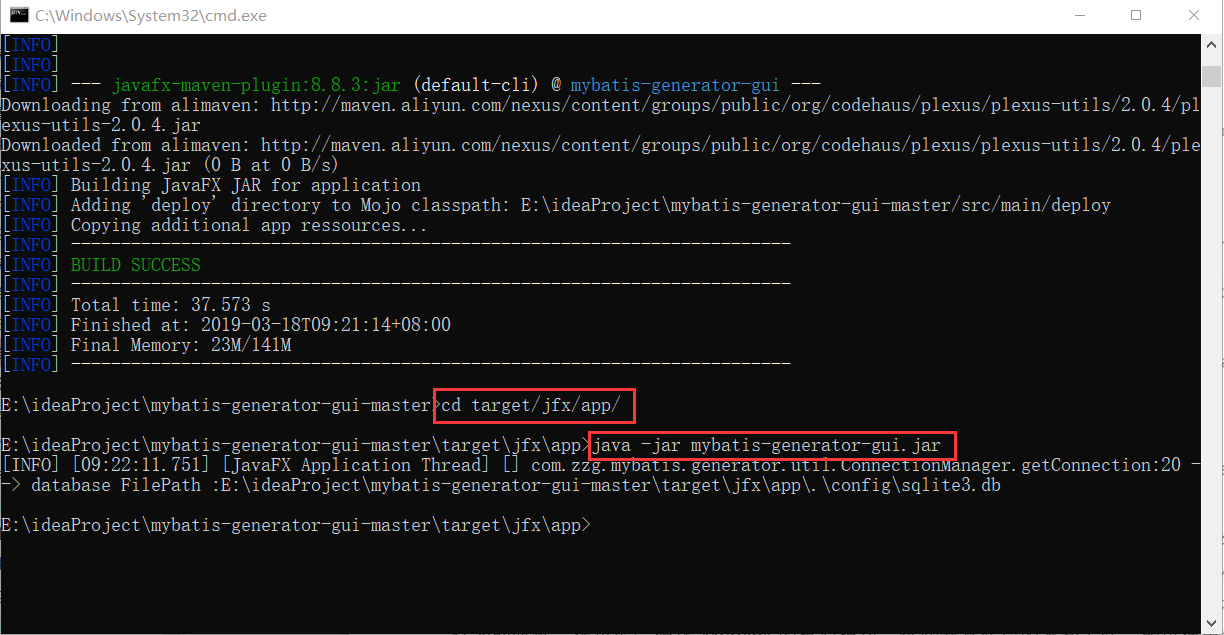 C:\Windows\System32\cmd.exe
[INFO]
[INFO]
[INFO] --- javafx-maven-plugin:8.8.3:jar (default-cli) @ mybatis-generator-gui ---
Downloading from alimaven: http://maven.aliyun.com/nexus/content/groups/public/org/codehaus/plexus/plexus-utils/2.0.4/pl
exus-utils-2.0.4.jar
Downloaded from alimaven: http://maven.aliyun.com/nexus/content/groups/public/org/codehaus/plexus/plexus-utils/2.0.4/ple
xus-utils-2.0.4.jar (0 B at 0 B/s)
[INFO] Building JavaFX JAR for application
[INFO] Adding 'deploy' directory to Mojo classpath: E:\ideaProject\mybatis-generator-gui-master/src/main/deploy
[INFO] Copying additional app ressources...
[INFO] ------------------------------------------------------------------------
[INFO] BUILD SUCCESS
[INFO] ------------------------------------------------------------------------
[INFO] Total time: 37.573 s
[INFO] Finished at: 2019-03-18T09:21:14+08:00
[INFO] Final Memory: 23M/141M
[INFO] ------------------------------------------------------------------------
E:\ideaProject\mybatis-generator-gui-master>cd target/jfx/app/
E:\ideaProject\mybatis-generator-gui-master\target\jfx\app>java -jar mybatis-generator-gui.jar
[INFO] [09:22:11.751] [JavaFX Application Thread] [] com.zzg.mybatis.generator.util.ConnectionManager.getConnection:20 -
-> database FilePath :E:\ideaProject\mybatis-generator-gui-master\target\jfx\app\.\config\sqlite3.db
E:\ideaProject\mybatis-generator-gui-master\target\jfx\app>